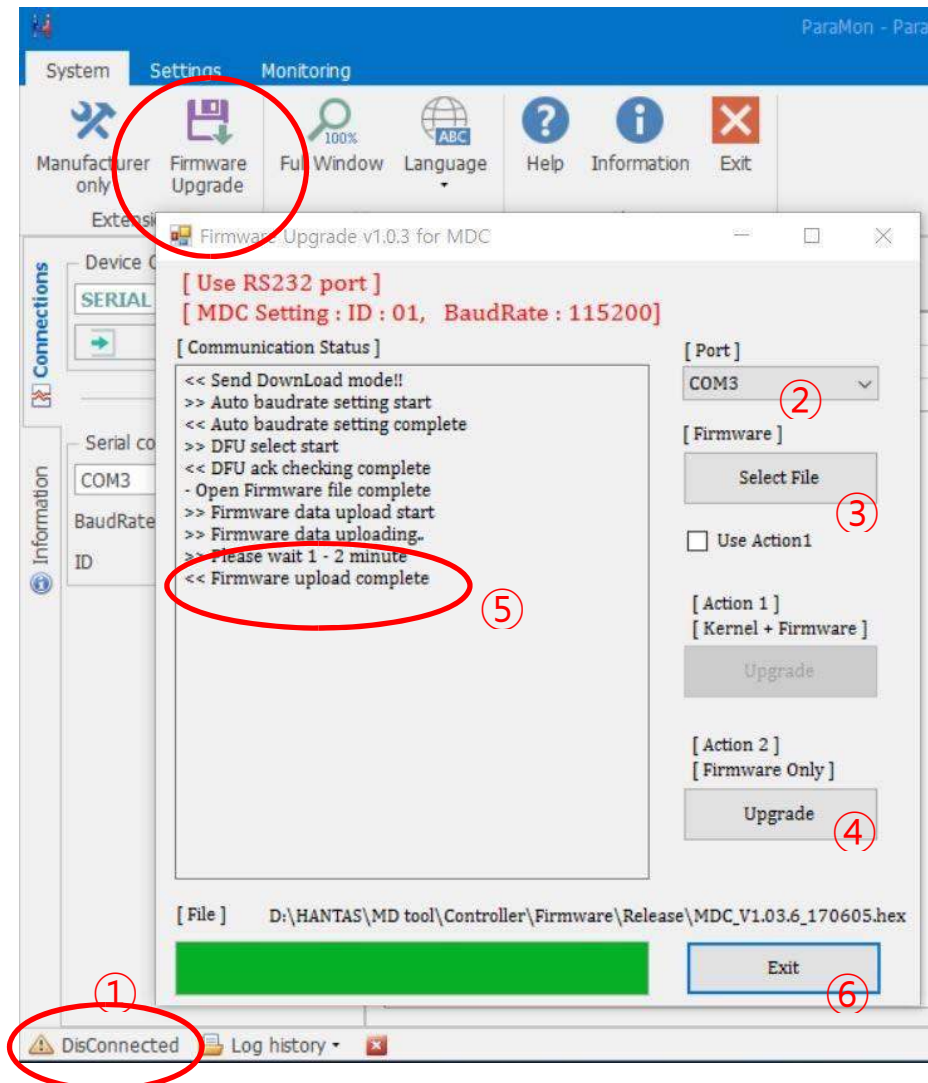 ParaMon - Para
System Settings Monitoring
100%
ABC
Manufacturer only
Firmware Upgrade
Full Window
Language
Help
Information
Exit
Extensi
Firmware Upgrade v1.0.3 for MDC
Connections
Information
Device C
SERIAL
Serial co
COM3
BaudRate
ID
[ Use RS232 port ]
[ MDC Setting : ID : 01, BaudRate : 115200]
[ Communication Status ]
<< Send DownLoad mode!!
>> Auto baudrate setting start
<< Auto baudrate setting complete
>> DFU select start
<< DFU ack checking complete
- Open Firmware file complete
>> Firmware data upload start
>> Firmware data uploading..
>> Please wait 1 - 2 minute
<< Firmware upload complete
⑤
[ Port ]
COM3
②
[ Firmware ]
Select File
③
Use Action1
[ Action 1 ]
[ Kernel + Firmware ]
Upgrade
[ Action 2 ]
[ Firmware Only ]
Upgrade
④
[ File ] D:\HANTAS\MD tool\Controller\Firmware\Release\MDC_V1.03.6_170605.hex
Exit
⑥
①
DisConnected Log history